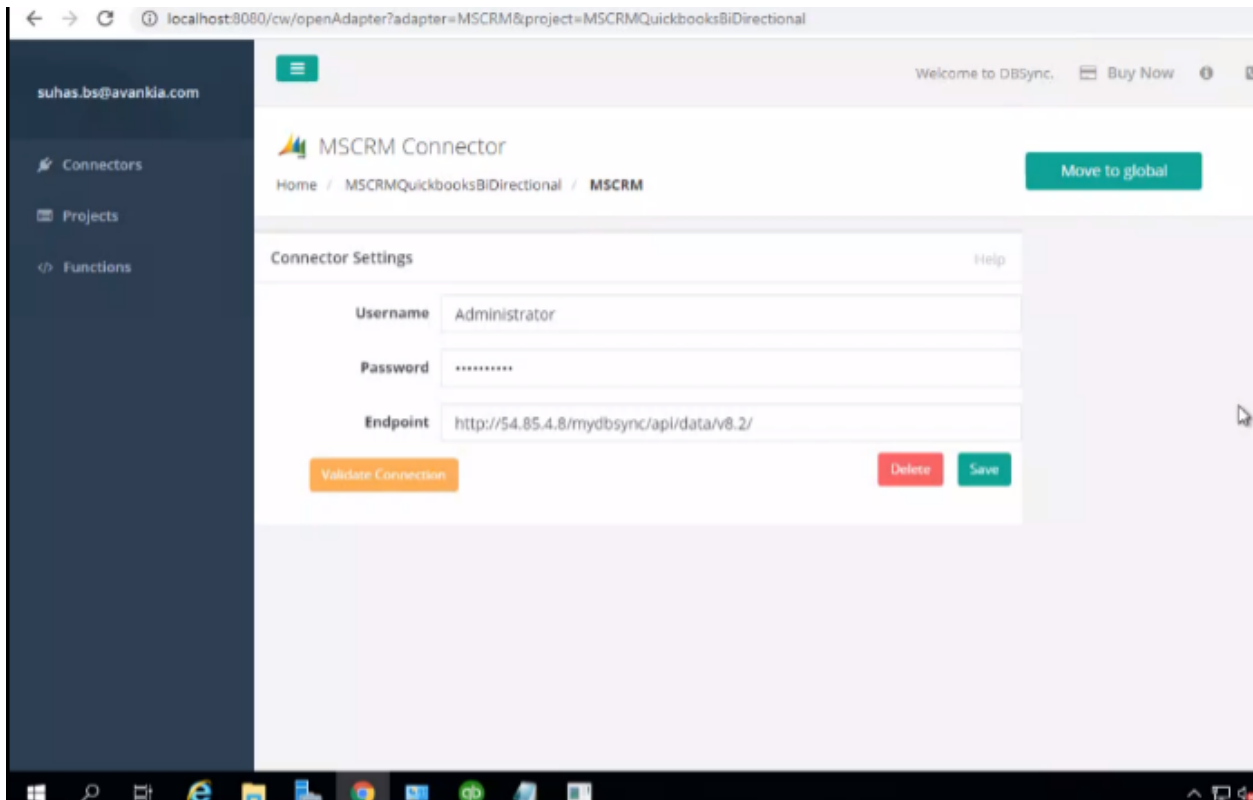 localhost:8080/cw/openAdapter?adapter=MSCRM&project=MSCRMQuickbooksBiDirectional
suhas.bs@avankia.com
Welcome to DBSync. Buy Now
Connectors
Projects
Functions
MSCRM Connector
Home / MSCRMQuickbooksBiDirectional / MSCRM
Move to global
Connector Settings Help
Username Administrator
Password ••••••••••
Endpoint http://54.85.4.8/mydbsync/api/data/v8.2/
Validate Connection Delete Save
qb